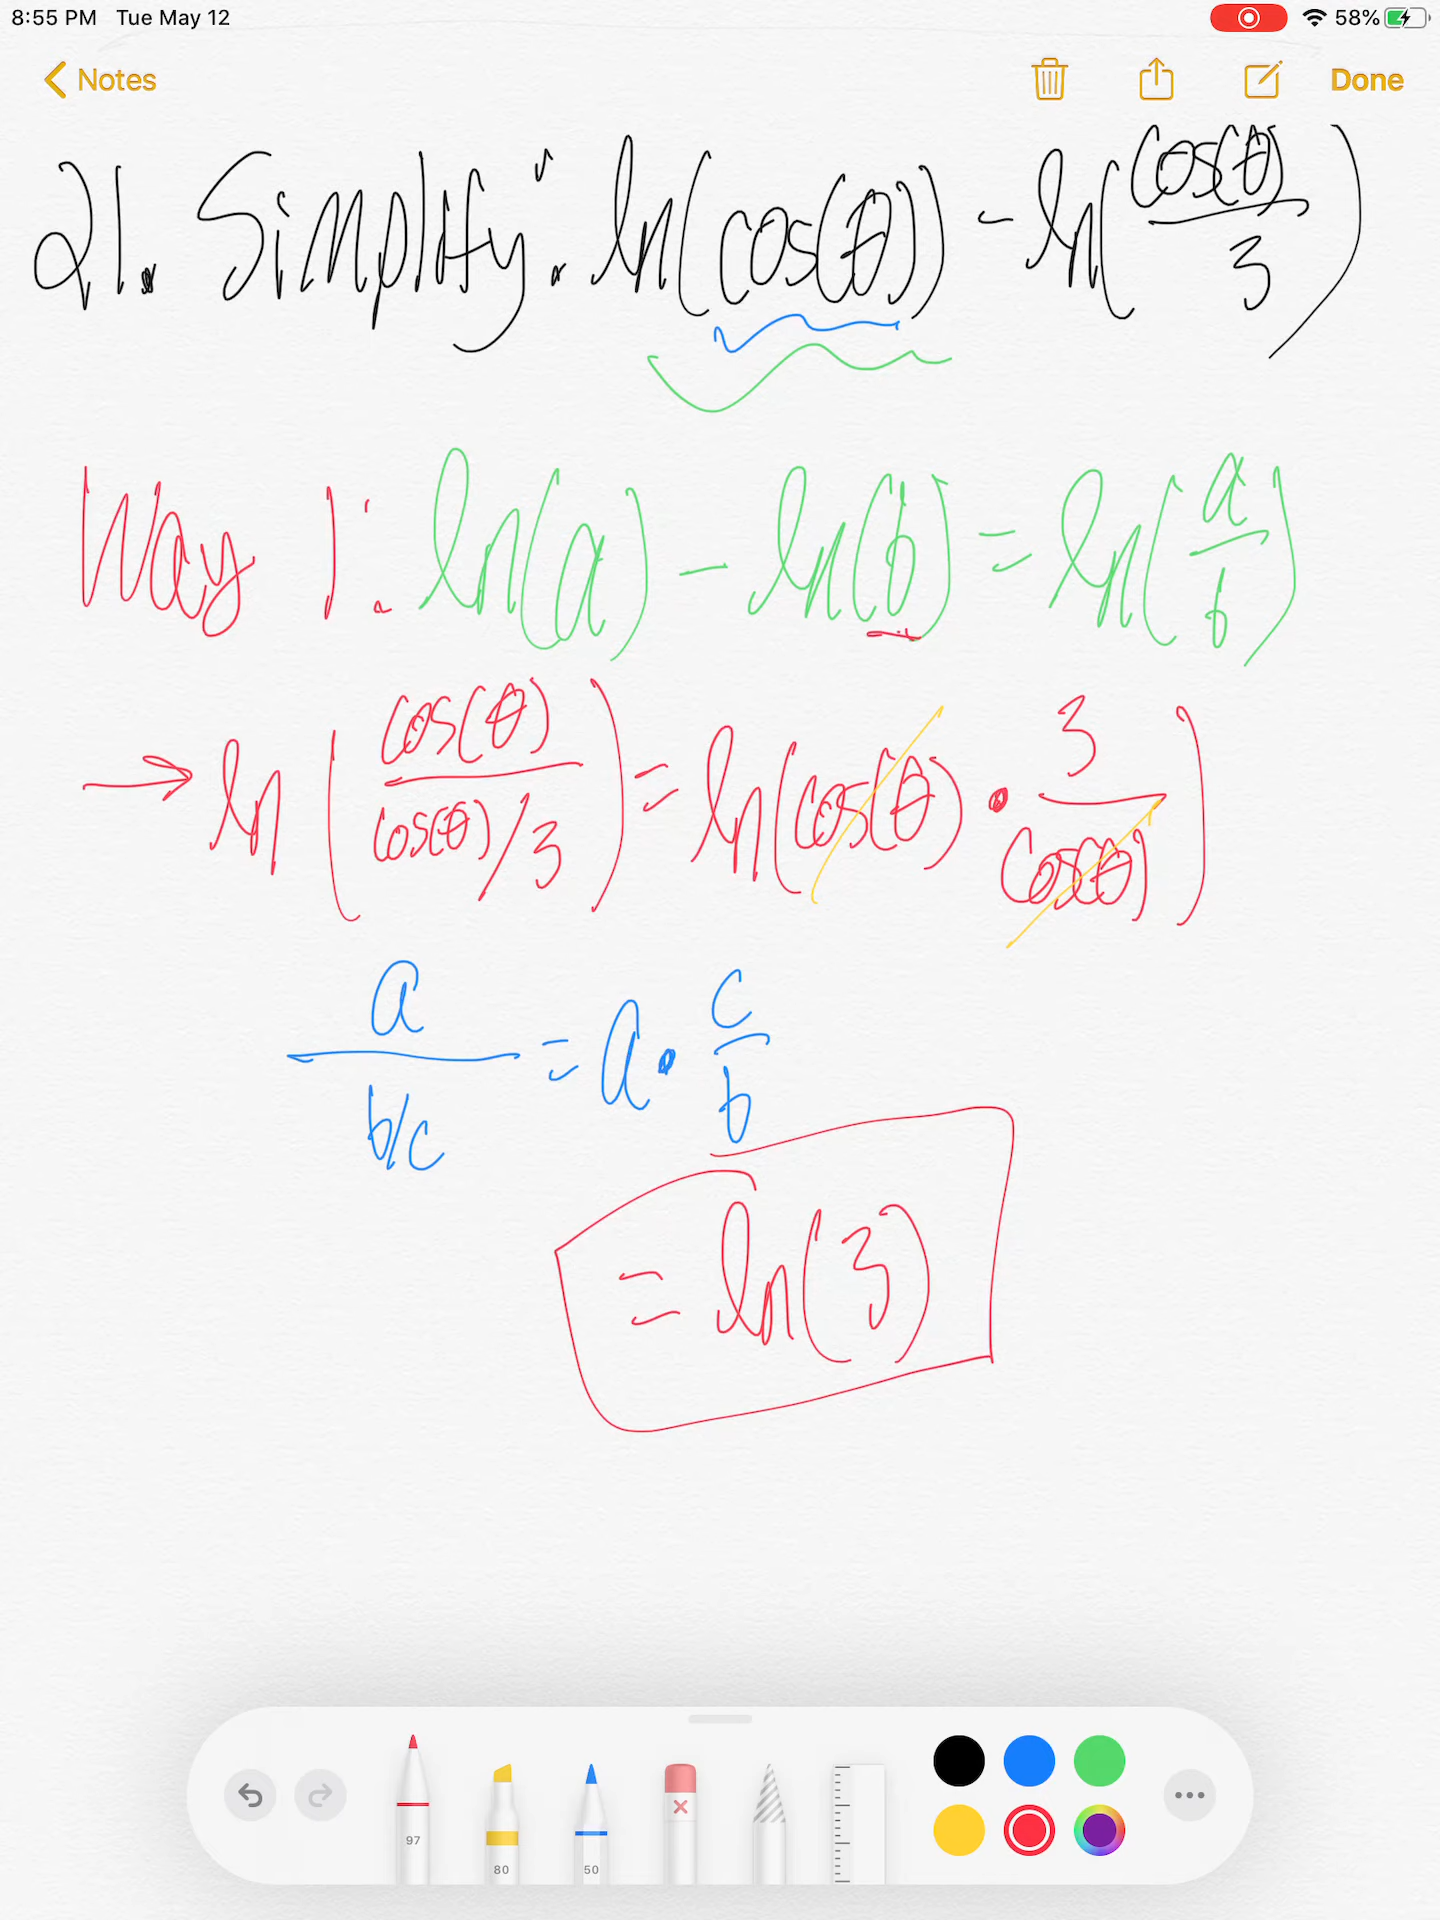 8:55 PM Tue May 12 58%
Notes Done
21. Simplify: ln(cos(θ)) - ln(cos(θ)/3)
Way 1: ln(a) - ln(b) = ln(a/b)
→ ln(cos(θ)/(cos(θ)/3)) = ln(cos(θ) · 3/cos(θ))
a/(b/c) = a · c/b
= ln(3)
97 80 50